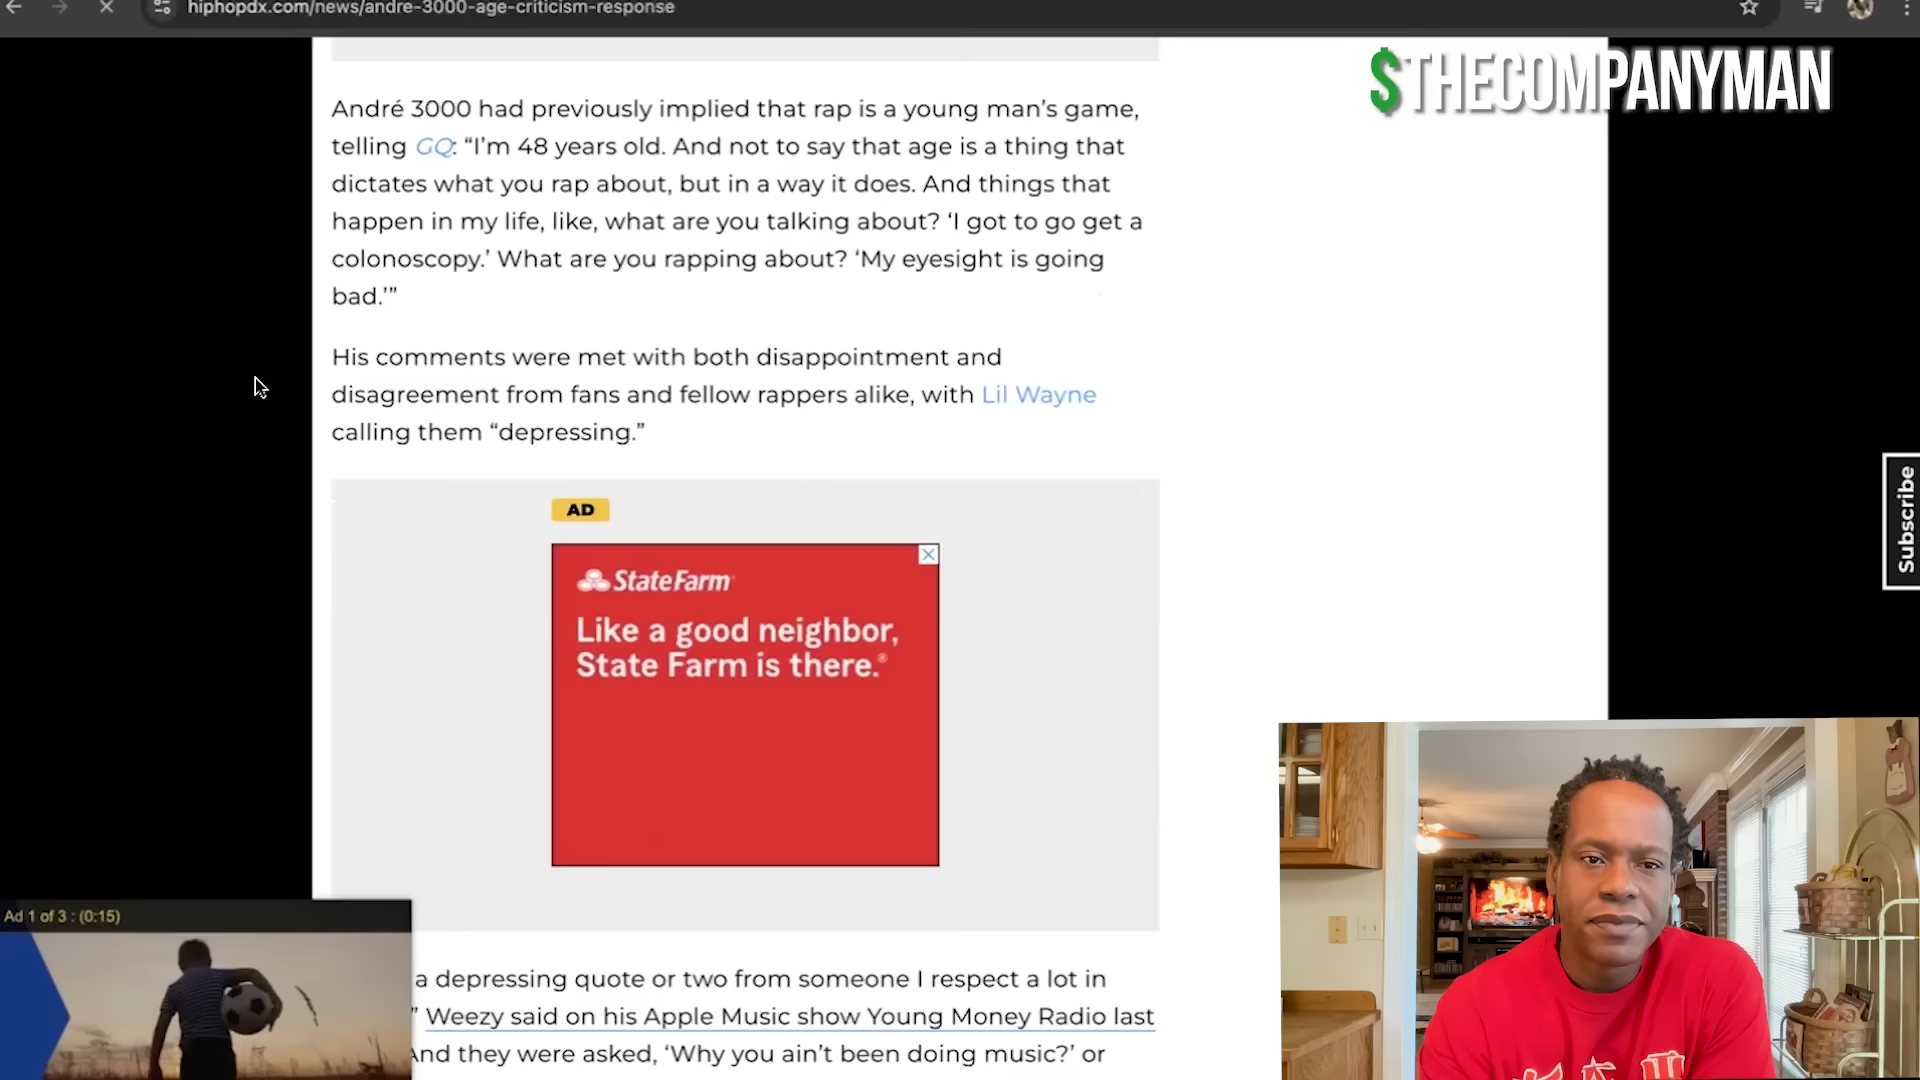 hiphopdx.com/news/andre-3000-age-criticism-response
$THECOMPANYMAN
André 3000 had previously implied that rap is a young man’s game,
telling GQ: “I’m 48 years old. And not to say that age is a thing that
dictates what you rap about, but in a way it does. And things that
happen in my life, like, what are you talking about? ‘I got to go get a
colonoscopy.’ What are you rapping about? ‘My eyesight is going
bad.’”
His comments were met with both disappointment and
disagreement from fans and fellow rappers alike, with Lil Wayne
calling them “depressing.”
Subscribe
AD
StateFarm
Like a good neighbor,
State Farm is there.®
Ad 1 of 3 : (0:15)
a depressing quote or two from someone I respect a lot in
” Weezy said on his Apple Music show Young Money Radio last
And they were asked, ‘Why you ain’t been doing music?’ or